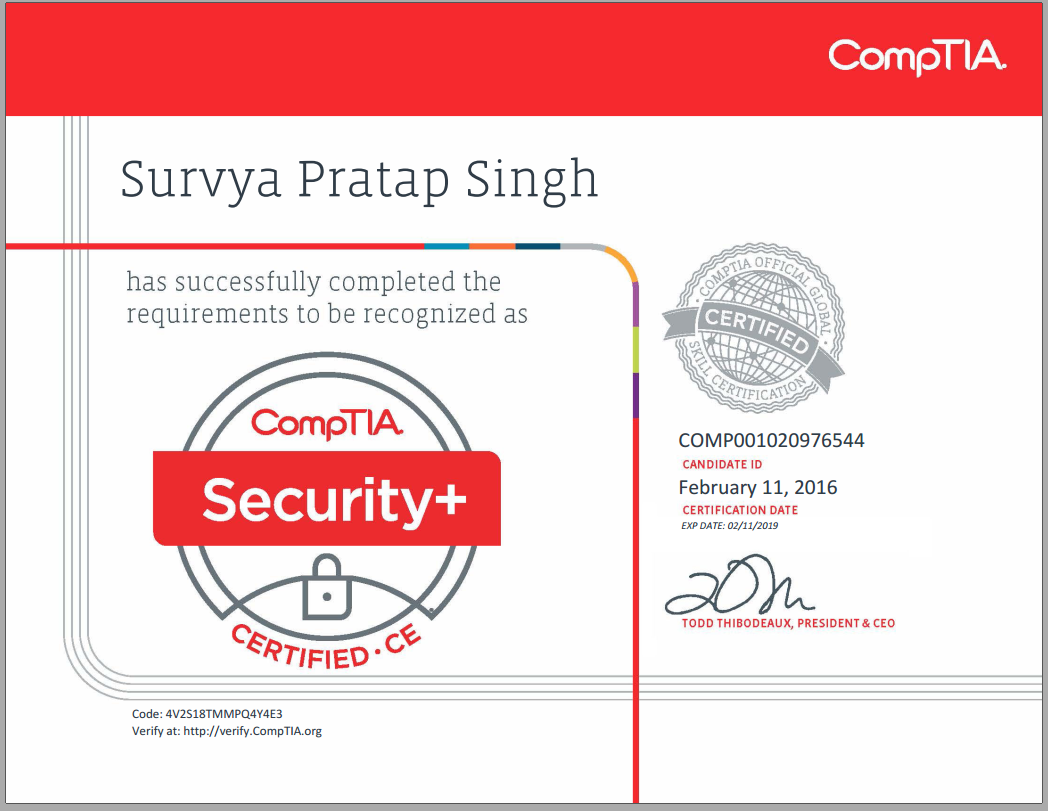 CompTIA.
Survya Pratap Singh
has successfully completed the
requirements to be recognized as
CompTIA.
Security+
CERTIFIED · CE
COMPTIA OFFICIAL GLOBAL
CERTIFIED
SKILL CERTIFICATION
COMP001020976544
CANDIDATE ID
February 11, 2016
CERTIFICATION DATE
EXP DATE: 02/11/2019
TODD THIBODEAUX, PRESIDENT & CEO
Code: 4V2S18TMMPQ4Y4E3
Verify at: http://verify.CompTIA.org